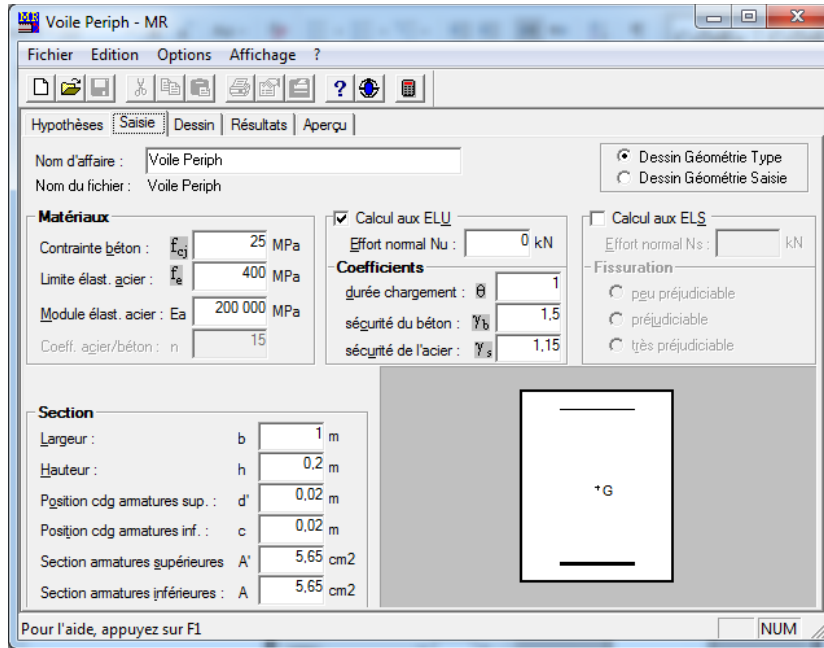 Voile Periph - MR
Fichier Edition Options Affichage ?
Hypothèses Saisie Dessin Résultats Aperçu
Nom d'affaire : Voile Periph
Nom du fichier : Voile Periph
Dessin Géométrie Type
Dessin Géométrie Saisie
Matériaux
Contrainte béton : fcj 25 MPa
Limite élast. acier : fe 400 MPa
Module élast. acier : Ea 200 000 MPa
Coeff. acier/béton : n 15
Calcul aux ELU
Effort normal Nu : 0 kN
Coefficients
durée chargement : θ 1
sécurité du béton : γb 1.5
sécurité de l'acier : γs 1,15
Calcul aux ELS
Effort normal Ns : kN
Fissuration
peu préjudiciable
préjudiciable
très préjudiciable
Section
Largeur : b 1 m
Hauteur : h 0,2 m
Position cdg armatures sup. : d' 0,02 m
Position cdg armatures inf. : c 0,02 m
Section armatures supérieures A' 5,65 cm2
Section armatures inférieures : A 5,65 cm2
G
Pour l'aide, appuyez sur F1
NUM